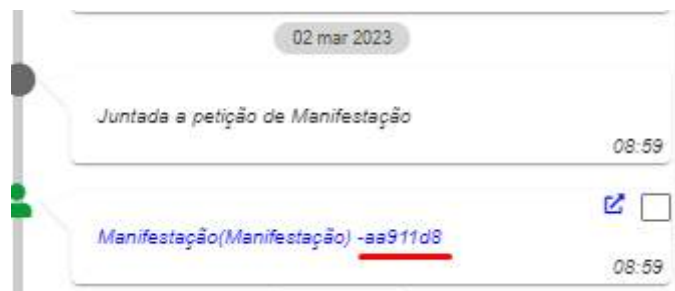 02 mar 2023
Juntada a petição de Manifestação
08:59
Manifestação(Manifestação) -aa911d8
08:59